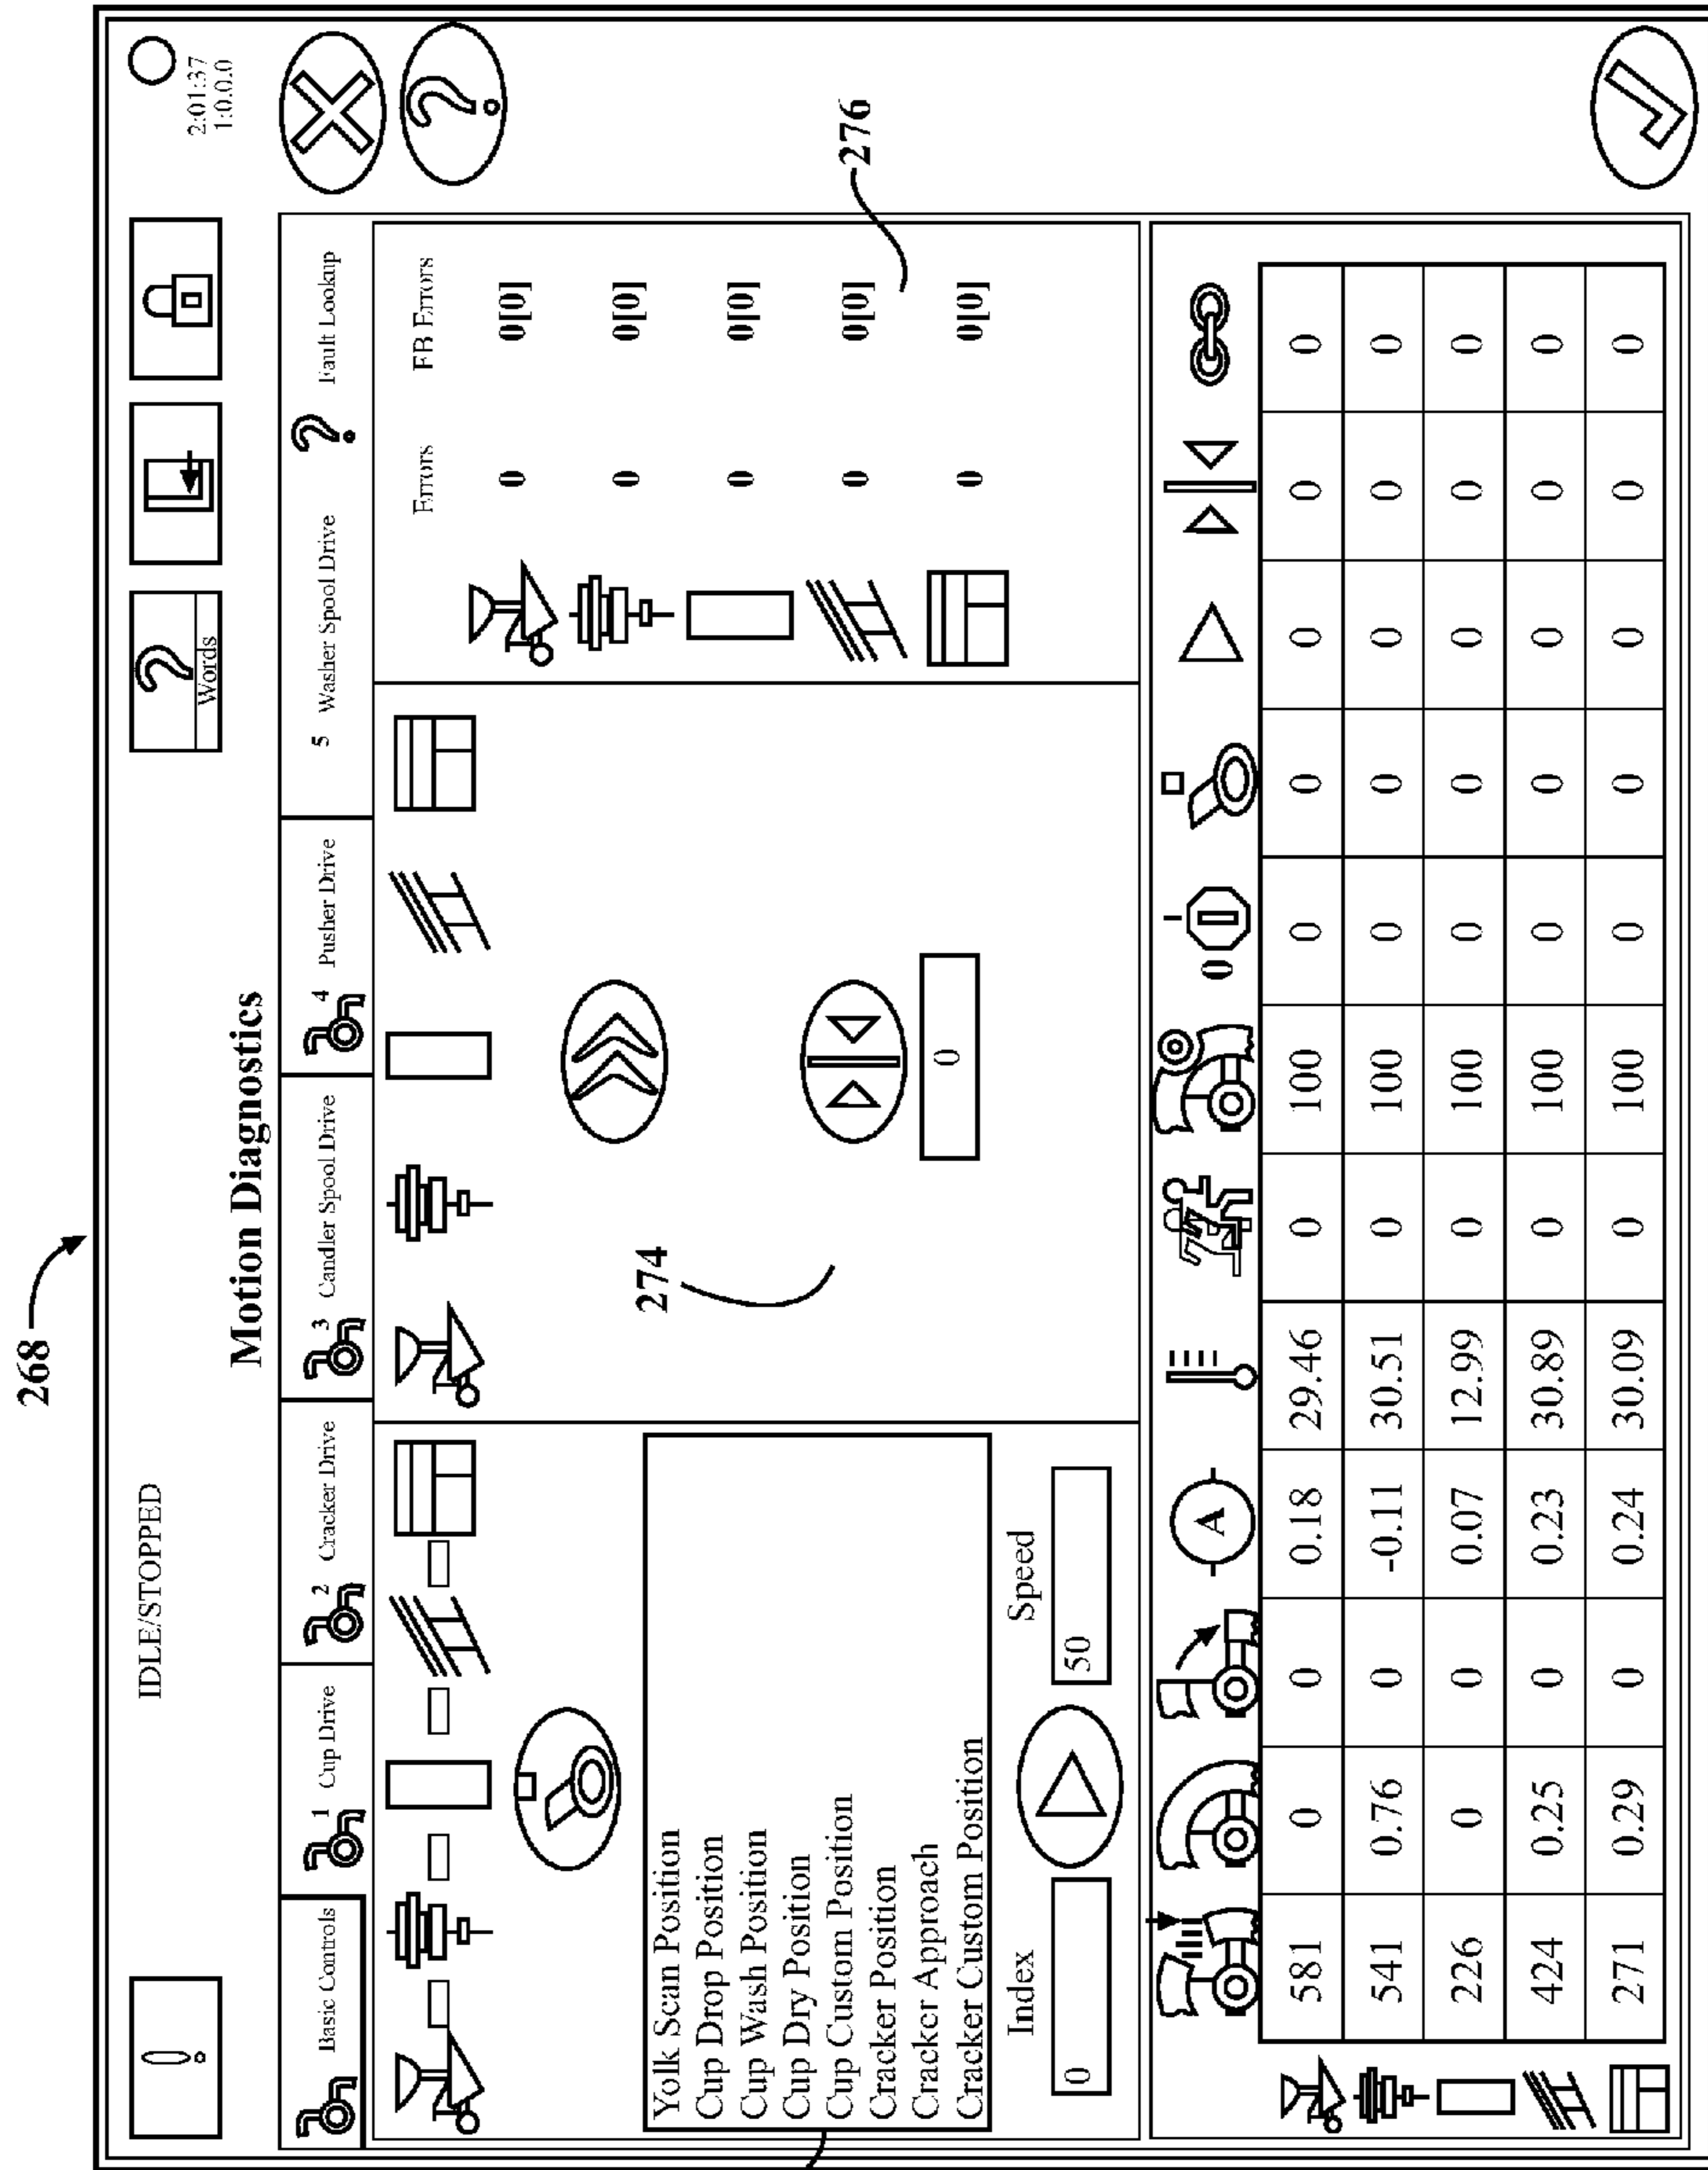 268
IDLE/STOPPED
2:01:37
1:0.0.0
Words
Motion Diagnostics
Basic Controls
1 Cup Drive
2 Cracker Drive
3 Candler Spool Drive
4 Pusher Drive
5 Washer Spool Drive
? Fault Lookup
Errors FB Errors
0 0[0]
0 0[0]
0 0[0]
0 0[0]
0 0[0]
276
274
0
Yolk Scan Position
Cup Drop Position
Cup Wash Position
Cup Dry Position
Cup Custom Position
Cracker Position
Cracker Approach
Cracker Custom Position
Index Speed
0 50
A 0
581 0 0 0.18 29.46 0 100 0 0 0 0 0
541 0.76 0 -0.11 30.51 0 100 0 0 0 0 0
226 0 0 0.07 12.99 0 100 0 0 0 0 0
424 0.25 0 0.23 30.89 0 100 0 0 0 0 0
271 0.29 0 0.24 30.09 0 100 0 0 0 0 0